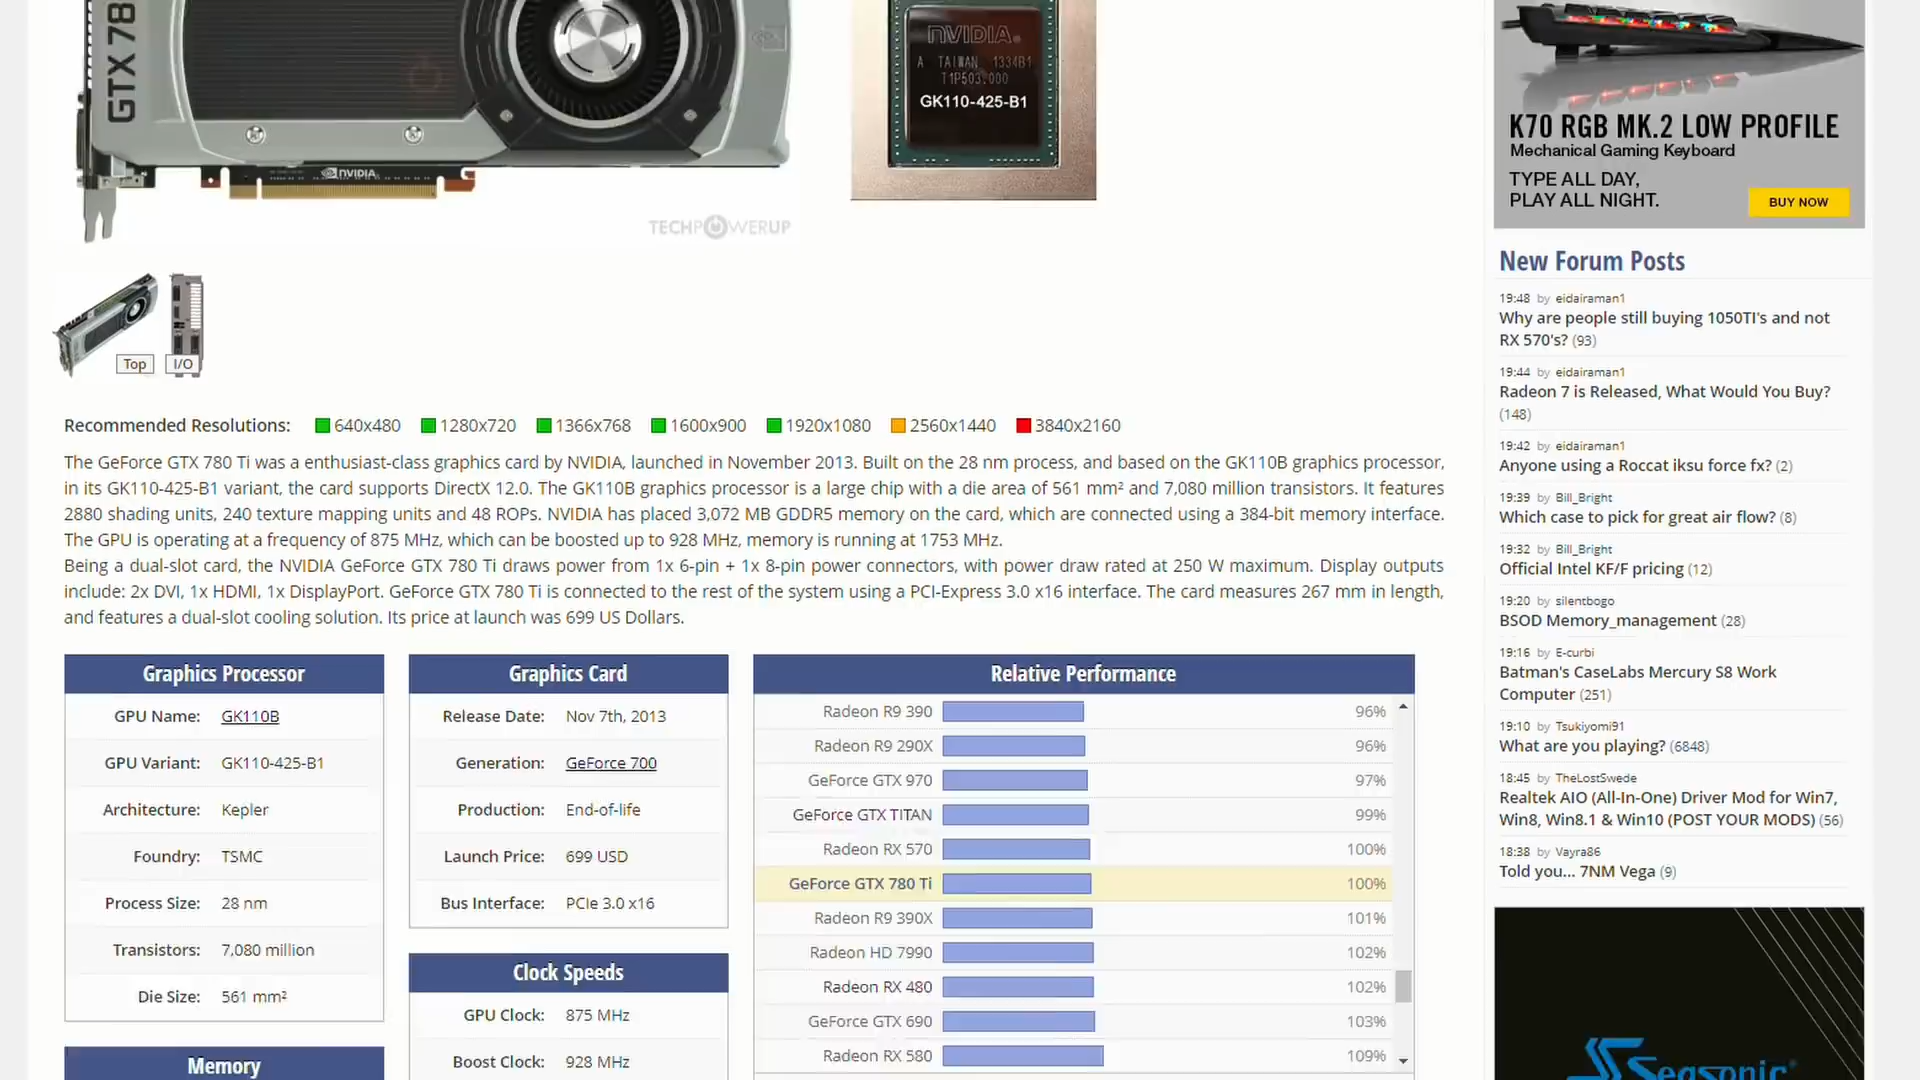 GTX 78
NVIDIA
NVIDIA
A TAIWAN 1334B1
T1P503.000
GK110-425-B1
TECHPOWERUP
K70 RGB MK.2 LOW PROFILE
Mechanical Gaming Keyboard
TYPE ALL DAY,
PLAY ALL NIGHT.
BUY NOW
Top
I/O
Recommended Resolutions: 640x480 1280x720 1366x768 1600x900 1920x1080 2560x1440 3840x2160
The GeForce GTX 780 Ti was a enthusiast-class graphics card by NVIDIA, launched in November 2013. Built on the 28 nm process, and based on the GK110B graphics processor,
in its GK110-425-B1 variant, the card supports DirectX 12.0. The GK110B graphics processor is a large chip with a die area of 561 mm² and 7,080 million transistors. It features
2880 shading units, 240 texture mapping units and 48 ROPs. NVIDIA has placed 3,072 MB GDDR5 memory on the card, which are connected using a 384-bit memory interface.
The GPU is operating at a frequency of 875 MHz, which can be boosted up to 928 MHz, memory is running at 1753 MHz.
Being a dual-slot card, the NVIDIA GeForce GTX 780 Ti draws power from 1x 6-pin + 1x 8-pin power connectors, with power draw rated at 250 W maximum. Display outputs
include: 2x DVI, 1x HDMI, 1x DisplayPort. GeForce GTX 780 Ti is connected to the rest of the system using a PCI-Express 3.0 x16 interface. The card measures 267 mm in length,
and features a dual-slot cooling solution. Its price at launch was 699 US Dollars.
Graphics Processor
GPU Name: GK110B
GPU Variant: GK110-425-B1
Architecture: Kepler
Foundry: TSMC
Process Size: 28 nm
Transistors: 7,080 million
Die Size: 561 mm²
Memory
Graphics Card
Release Date: Nov 7th, 2013
Generation: GeForce 700
Production: End-of-life
Launch Price: 699 USD
Bus Interface: PCIe 3.0 x16
Clock Speeds
GPU Clock: 875 MHz
Boost Clock: 928 MHz
Relative Performance
Radeon R9 390 96%
Radeon R9 290X 96%
GeForce GTX 970 97%
GeForce GTX TITAN 99%
Radeon RX 570 100%
GeForce GTX 780 Ti 100%
Radeon R9 390X 101%
Radeon HD 7990 102%
Radeon RX 480 102%
GeForce GTX 690 103%
Radeon RX 580 109%
New Forum Posts
19:48 by eidairaman1
Why are people still buying 1050TI's and not
RX 570's? (93)
19:44 by eidairaman1
Radeon 7 is Released, What Would You Buy?
(148)
19:42 by eidairaman1
Anyone using a Roccat iksu force fx? (2)
19:39 by Bill_Bright
Which case to pick for great air flow? (8)
19:32 by Bill_Bright
Official Intel KF/F pricing (12)
19:20 by silentbogo
BSOD Memory_management (28)
19:16 by E-curbi
Batman's CaseLabs Mercury S8 Work
Computer (251)
19:10 by Tsukiyomi91
What are you playing? (6848)
18:45 by TheLostSwede
Realtek AIO (All-In-One) Driver Mod for Win7,
Win8, Win8.1 & Win10 (POST YOUR MODS) (56)
18:38 by Vayra86
Told you... 7NM Vega (9)
Seasonic